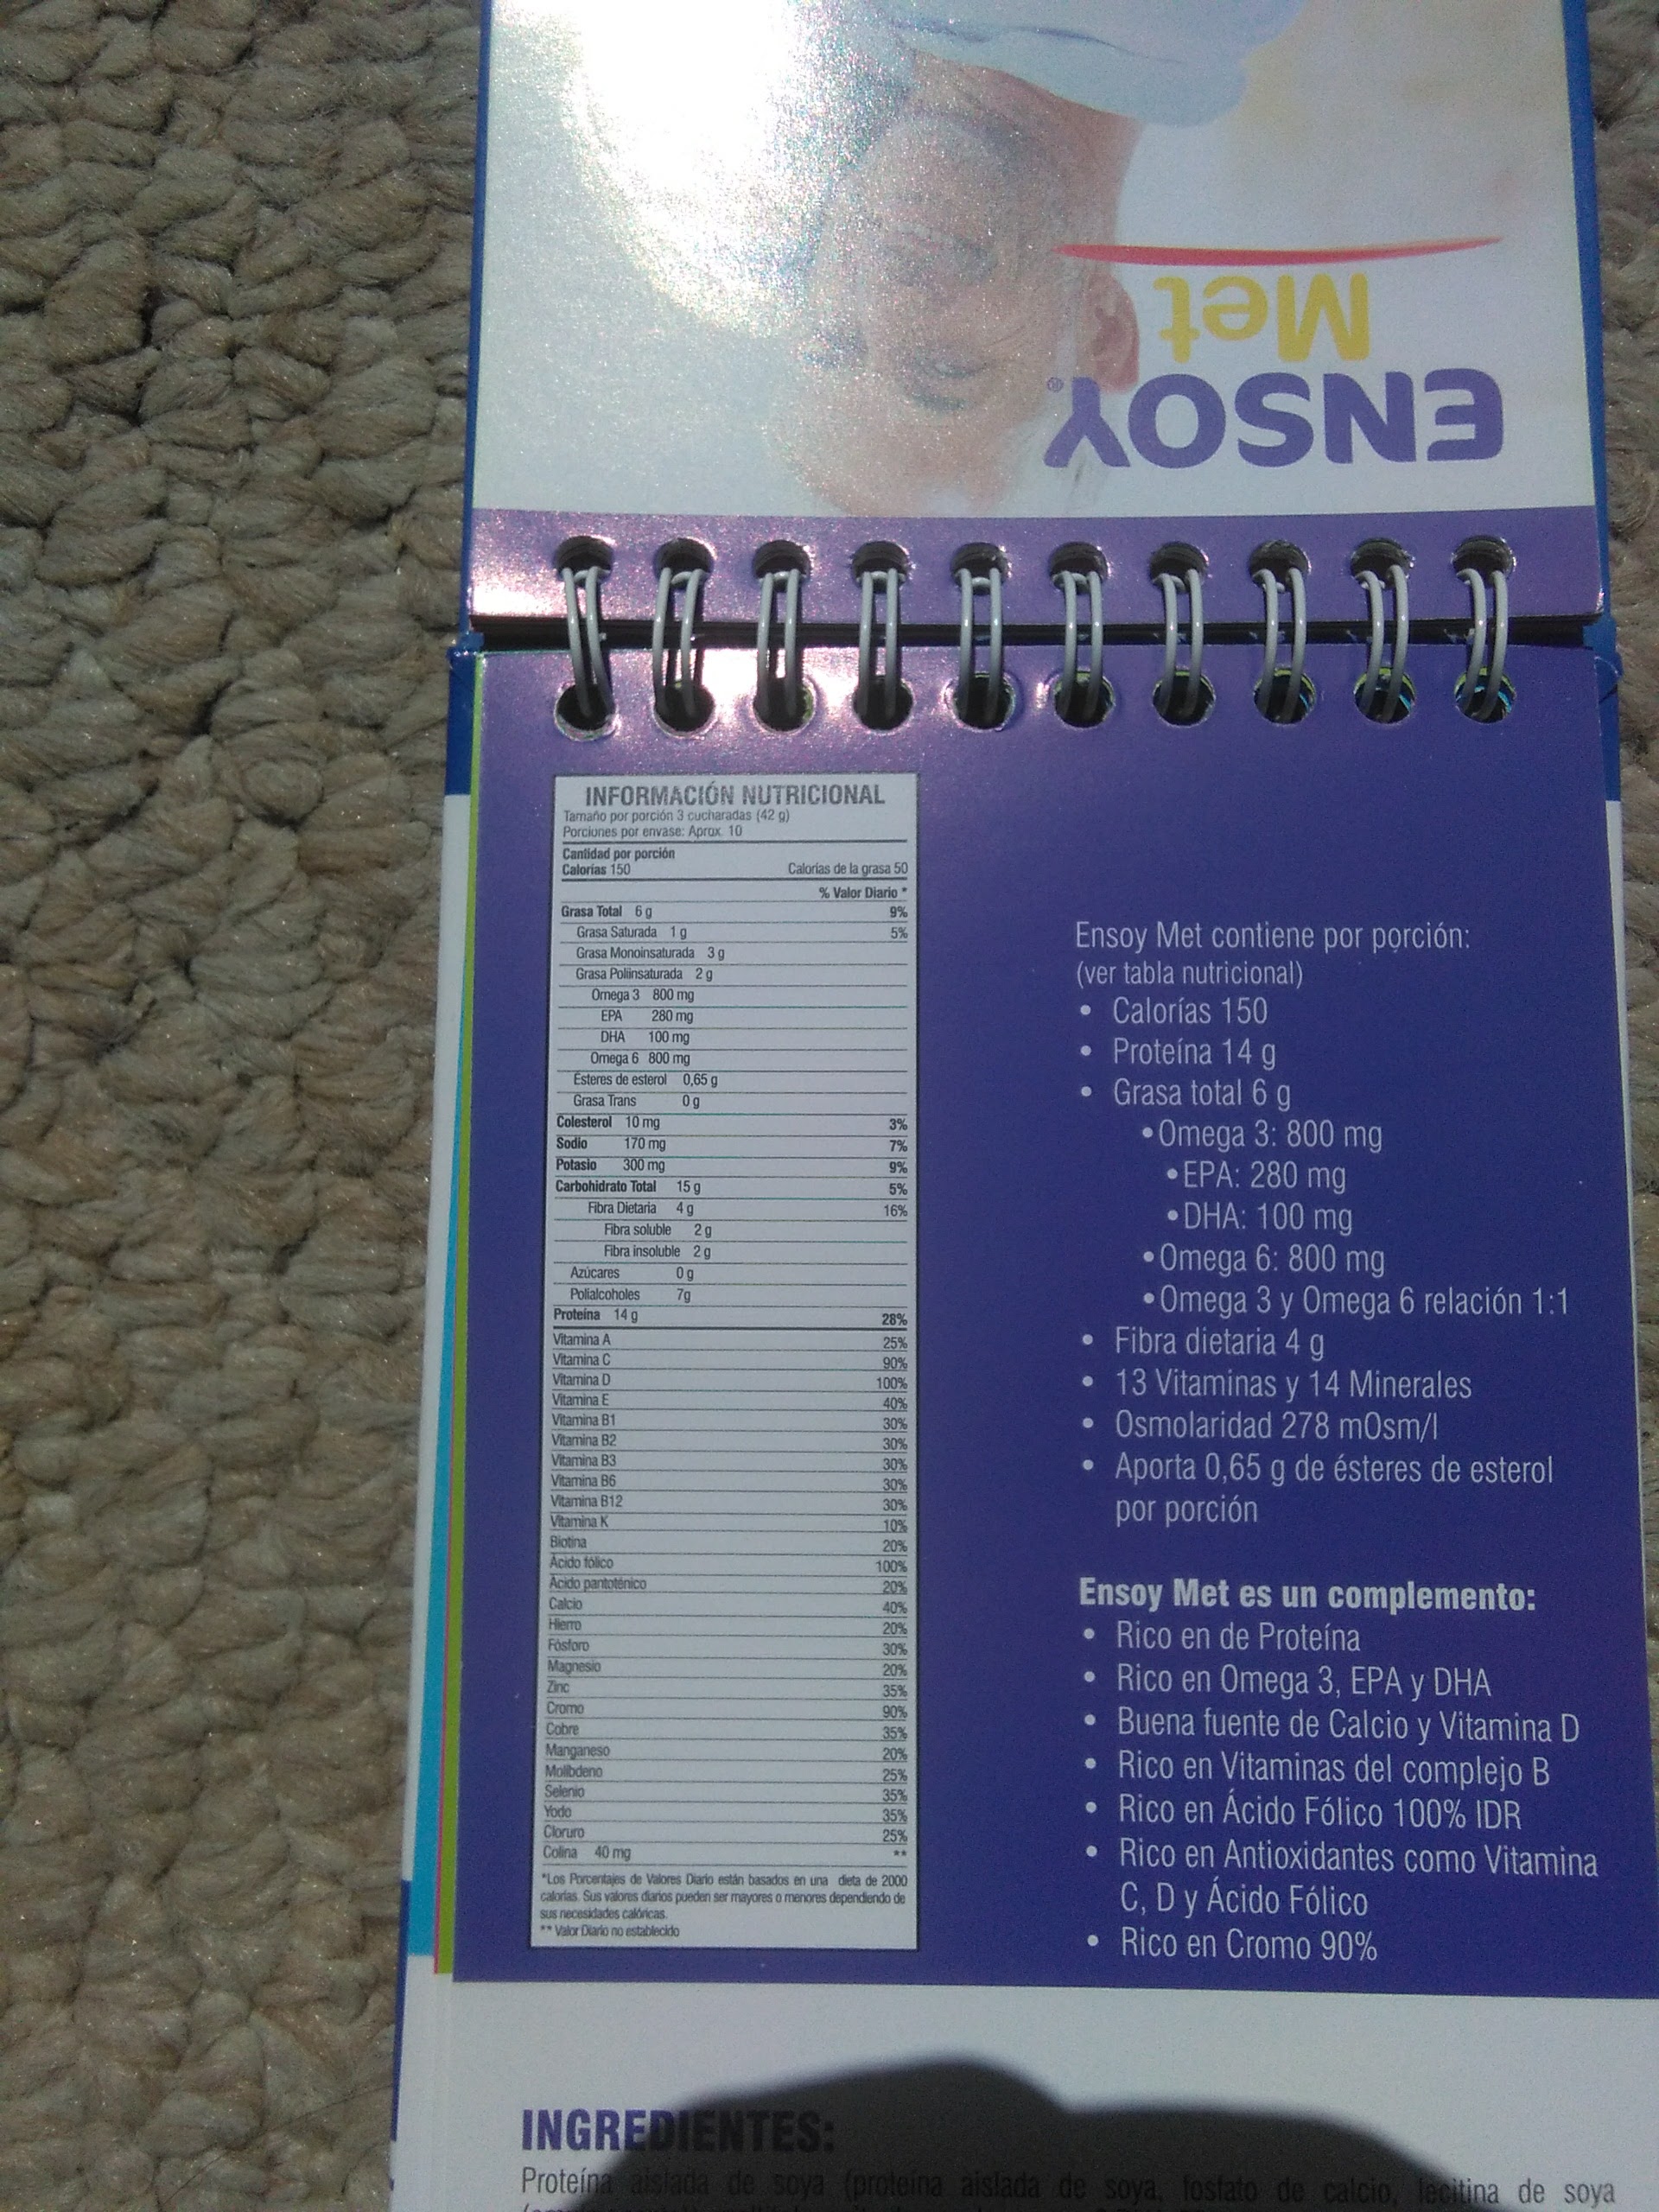 ENSOY®
Met
INFORMACIÓN NUTRICIONAL
Tamaño por porción 3 cucharadas (42 g)
Porciones por envase: Aprox. 10
Cantidad por porción
Calorías 150 Calorías de la grasa 50
% Valor Diario *
Grasa Total 6 g 9%
Grasa Saturada 1 g 5%
Grasa Monoinsaturada 3 g
Grasa Poliinsaturada 2 g
Omega 3 800 mg
EPA 280 mg
DHA 100 mg
Omega 6 800 mg
Ésteres de esterol 0,65 g
Grasa Trans 0 g
Colesterol 10 mg 3%
Sodio 170 mg 7%
Potasio 300 mg 9%
Carbohidrato Total 15 g 5%
Fibra Dietaria 4 g 16%
Fibra soluble 2 g
Fibra insoluble 2 g
Azúcares 0 g
Polialcoholes 7g
Proteína 14 g 28%
Vitamina A 25%
Vitamina C 90%
Vitamina D 100%
Vitamina E 40%
Vitamina B1 30%
Vitamina B2 30%
Vitamina B3 30%
Vitamina B6 30%
Vitamina B12 30%
Vitamina K 10%
Biotina 20%
Ácido fólico 100%
Ácido pantoténico 20%
Calcio 40%
Hierro 20%
Fósforo 30%
Magnesio 20%
Zinc 35%
Cromo 90%
Cobre 35%
Manganeso 20%
Molibdeno 25%
Selenio 35%
Yodo 35%
Cloruro 25%
Colina 40 mg **
*Los Porcentajes de Valores Diario están basados en una dieta de 2000
calorías. Sus valores diarios pueden ser mayores o menores dependiendo de
sus necesidades calóricas.
** Valor Diario no establecido
Ensoy Met contiene por porción:
(ver tabla nutricional)
• Calorías 150
• Proteína 14 g
• Grasa total 6 g
• Omega 3: 800 mg
• EPA: 280 mg
• DHA: 100 mg
• Omega 6: 800 mg
• Omega 3 y Omega 6 relación 1:1
• Fibra dietaria 4 g
• 13 Vitaminas y 14 Minerales
• Osmolaridad 278 mOsm/l
• Aporta 0,65 g de ésteres de esterol
por porción
Ensoy Met es un complemento:
• Rico en de Proteína
• Rico en Omega 3, EPA y DHA
• Buena fuente de Calcio y Vitamina D
• Rico en Vitaminas del complejo B
• Rico en Ácido Fólico 100% IDR
• Rico en Antioxidantes como Vitamina
C, D y Ácido Fólico
• Rico en Cromo 90%
INGREDIENTES:
Proteína aislada de soya (proteína aislada de soya, fosfato de calcio, lecitina de soya